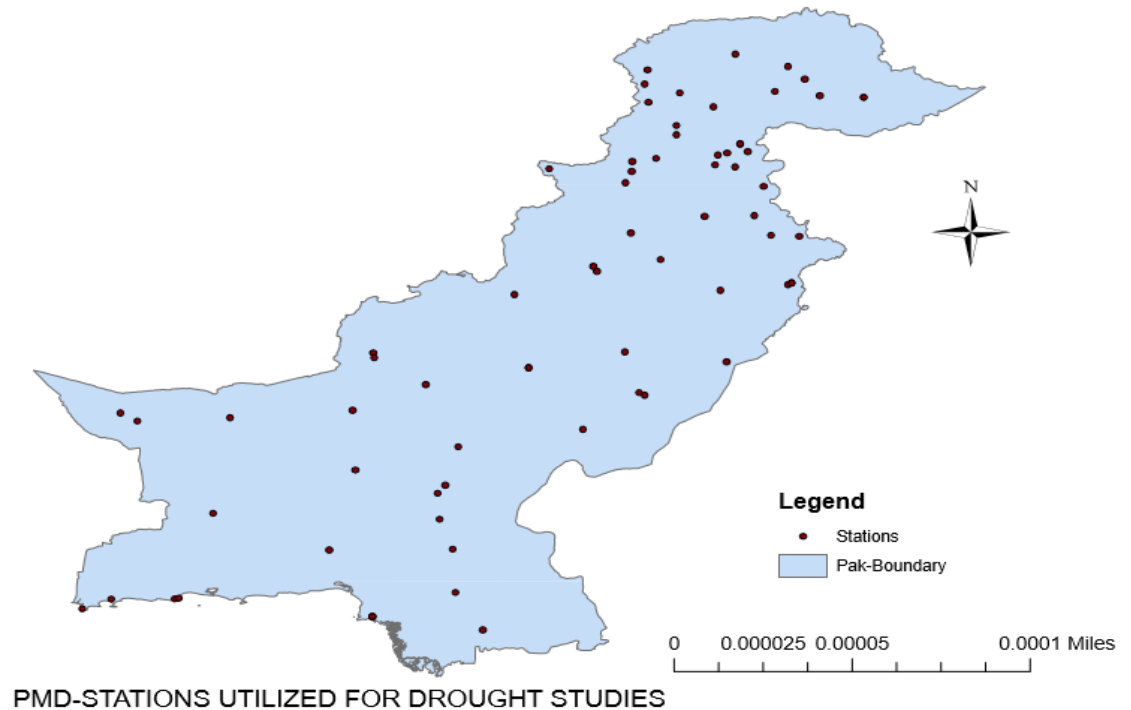 N
Legend
Stations
Pak-Boundary
0 0.000025 0.00005 0.0001 Miles
PMD-STATIONS UTILIZED FOR DROUGHT STUDIES